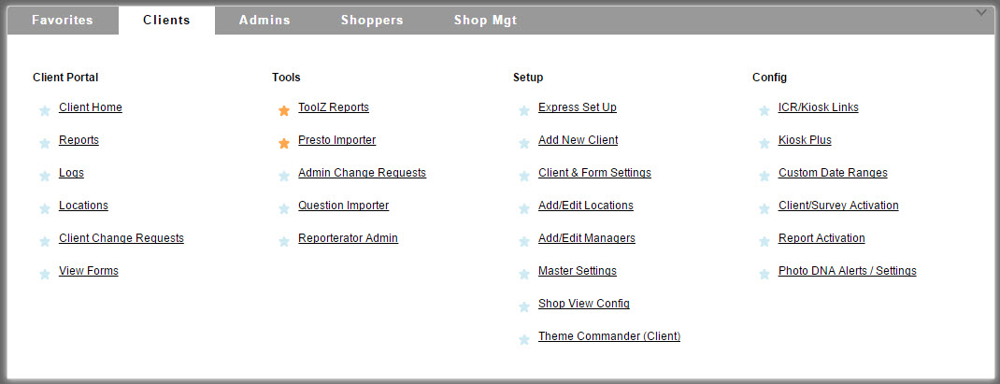 Favorites
Clients
Admins
Shoppers
Shop Mgt
Client Portal
Client Home
Reports
Logs
Locations
Client Change Requests
View Forms
Tools
ToolZ Reports
Presto Importer
Admin Change Requests
Question Importer
Reporterator Admin
Setup
Express Set Up
Add New Client
Client & Form Settings
Add/Edit Locations
Add/Edit Managers
Master Settings
Shop View Config
Theme Commander (Client)
Config
ICR/Kiosk Links
Kiosk Plus
Custom Date Ranges
Client/Survey Activation
Report Activation
Photo DNA Alerts / Settings